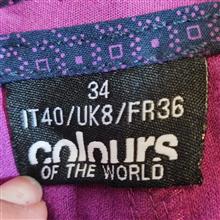 34
IT40/UK8/FR36
colours
OF THE WORLD